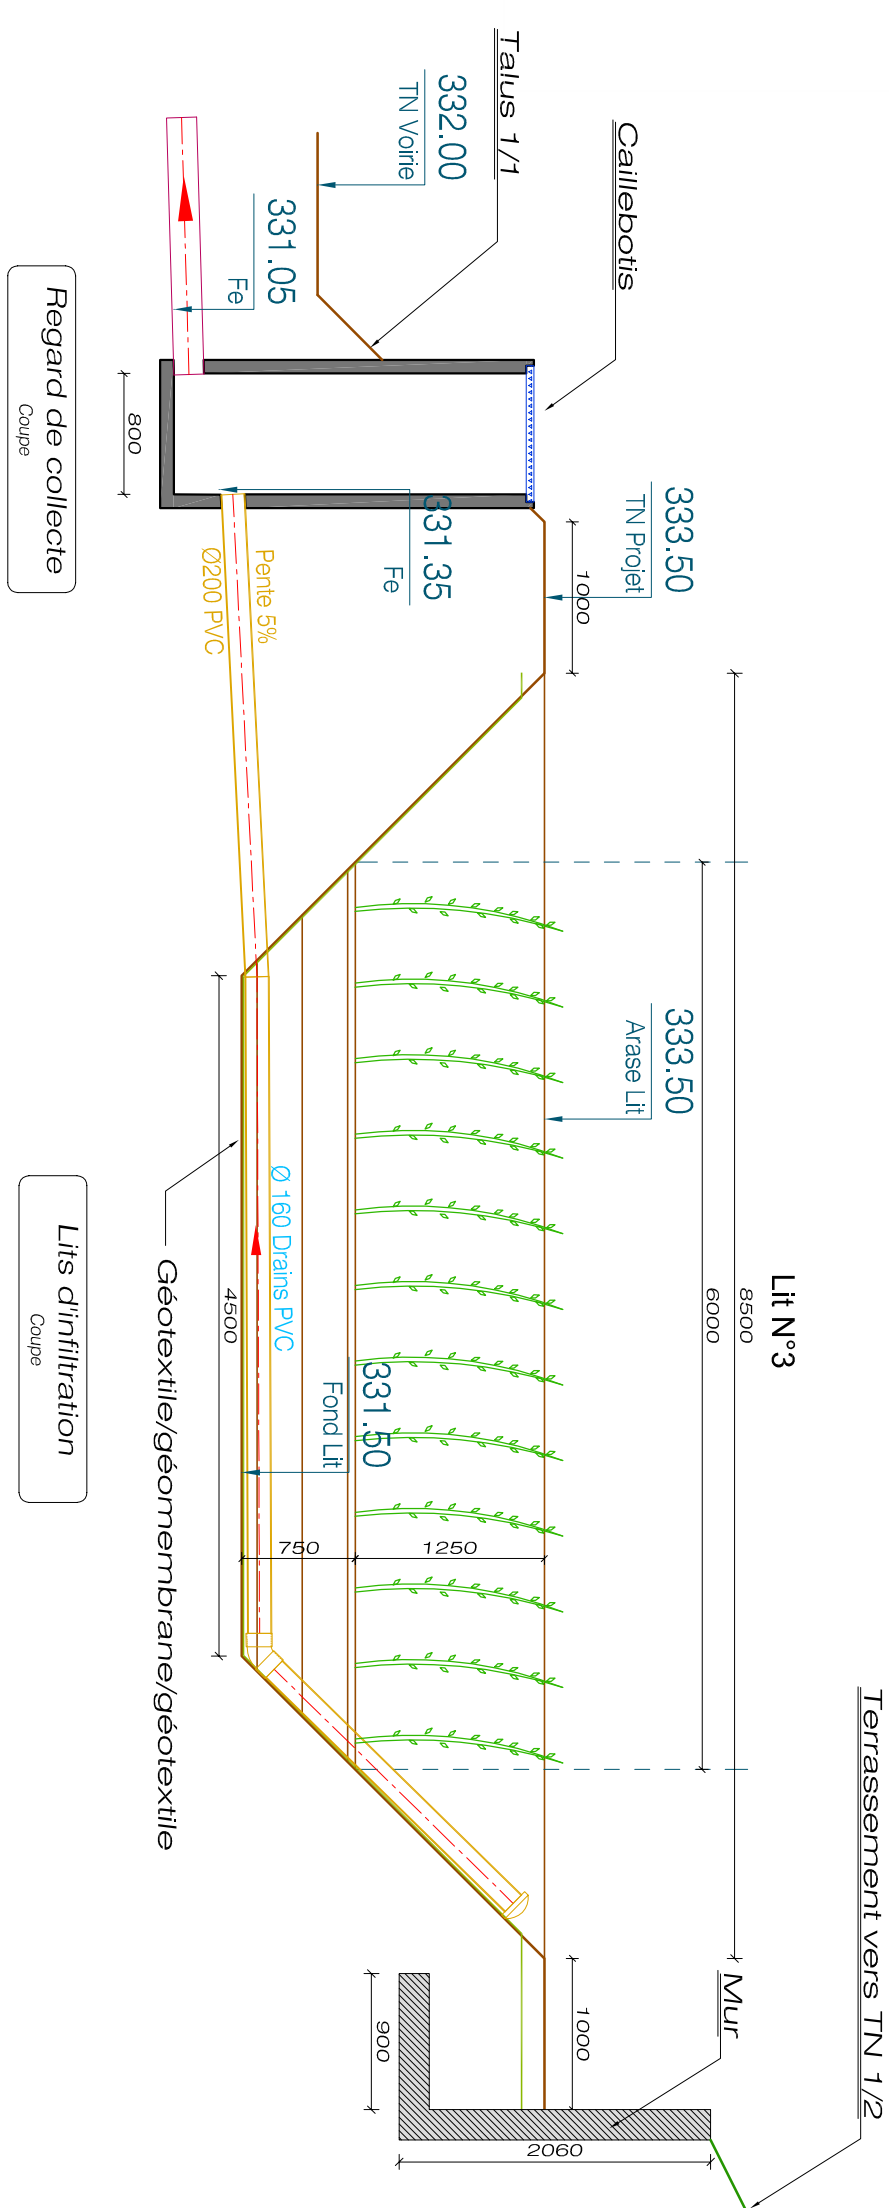 Terrassement vers TN 1/2
Lit N°3
8500
6000
Mur
333.50
TN Projet
333.50
Arase Lit
Caillebotis
1000
1000
2060
Talus 1/1
332.00
TN Voirie
331.35
Fe
331.50
Fond Lit
1250
750
900
331.05
Fe
Pente 5%
Ø200 PVC
Ø 160 Drains PVC
4500
800
Géotextile/géomembrane/géotextile
Regard de collecte
Coupe
Lits d'infiltration
Coupe